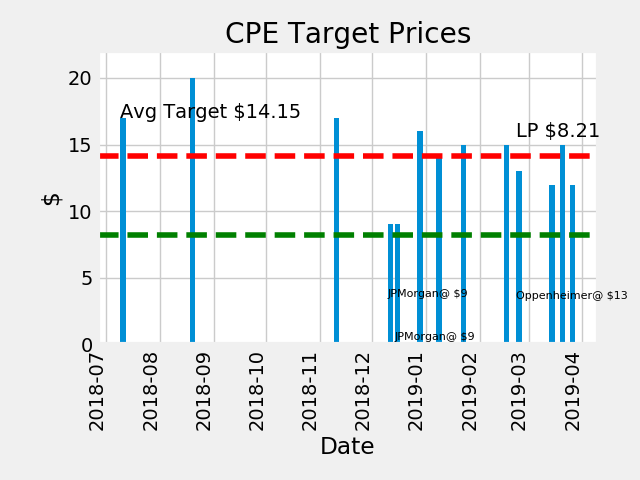 CPE Target Prices
20
Avg Target $14.15
LP $8.21
15
$
10
5
JPMorgan@ $9
Oppenheimer@ $13
JPMorgan@ $9
0
2018-07
2018-08
2018-09
2018-10
2018-11
2018-12
2019-01
2019-02
2019-03
2019-04
Date